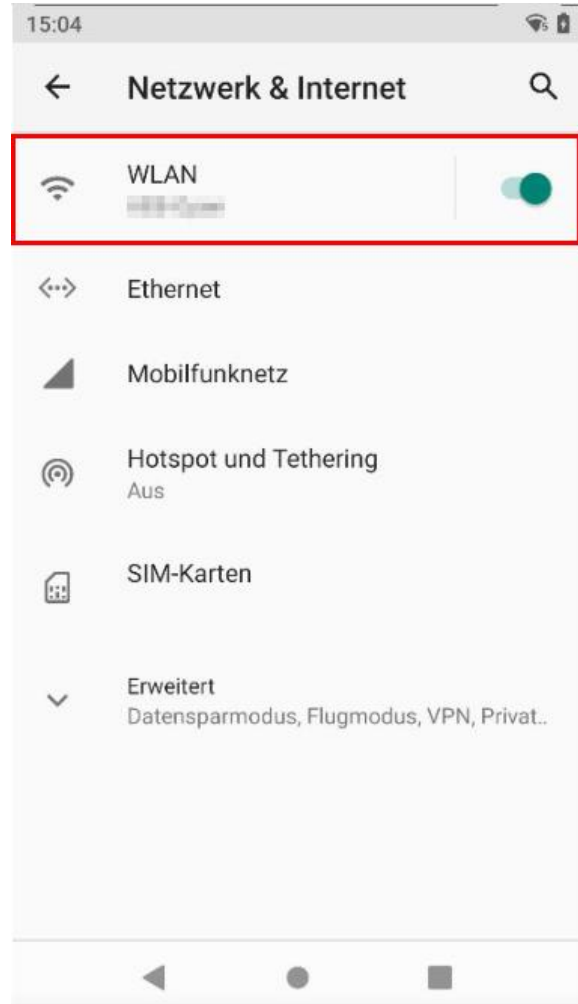 15:04
Netzwerk & Internet
WLAN
Ethernet
Mobilfunknetz
Hotspot und Tethering
Aus
SIM-Karten
Erweitert
Datensparmodus, Flugmodus, VPN, Privat..